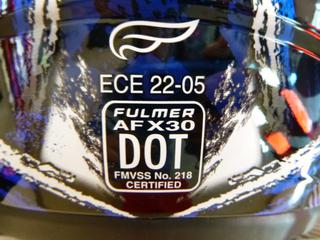 ECE 22-05
FULMER
AF X30
DOT
FMVSS No. 218
CERTIFIED